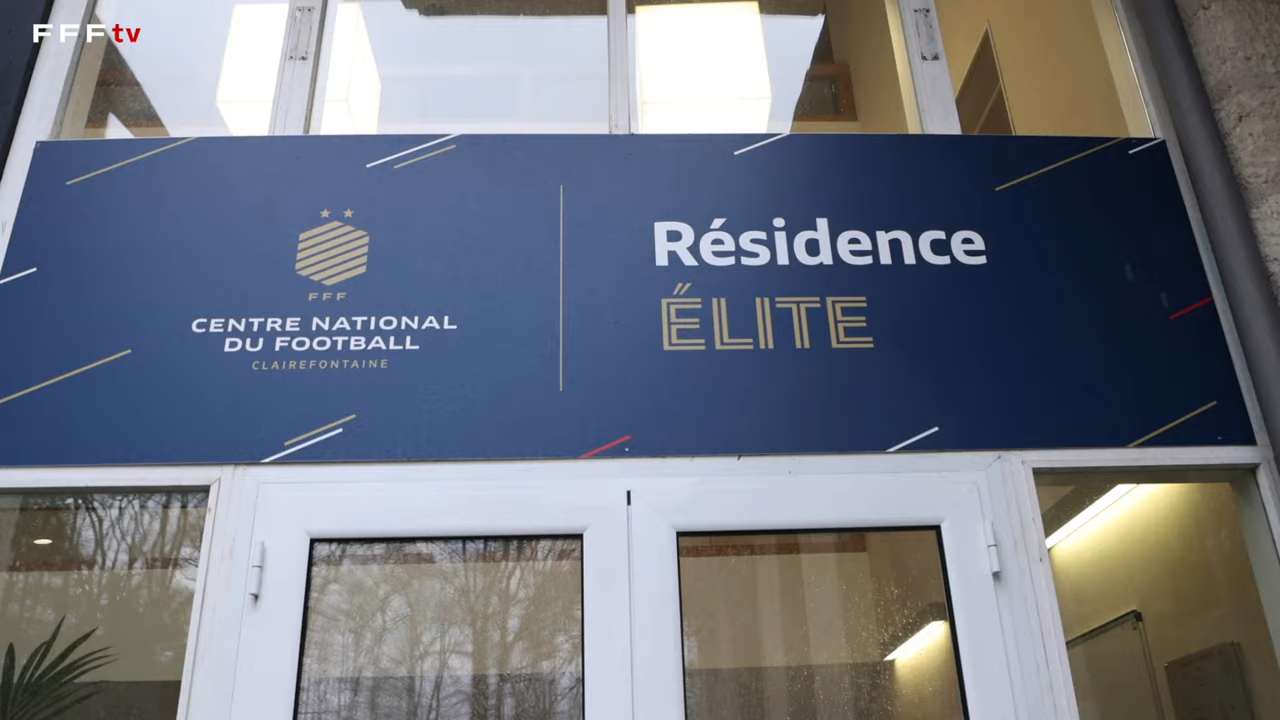 FFFtv
FFF
CENTRE NATIONAL
DU FOOTBALL
CLAIREFONTAINE
Résidence
ÉLITE